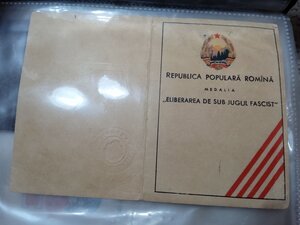 REPUBLICA POPULARĂ ROMÎNĂ
MEDALIA
„ELIBERAREA DE SUB JUGUL FASCIST"